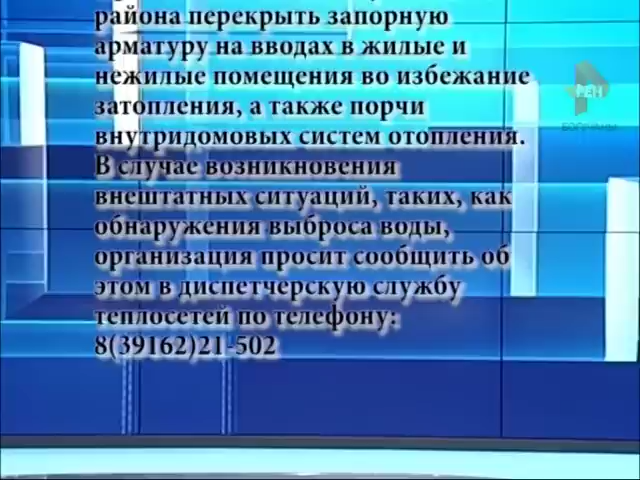 района перекрыть запорную
арматуру на вводах в жилые и
нежилые помещения во избежание
затопления, а также порчи
внутридомовых систем отопления.
В случае возникновения
внештатных ситуаций, таких, как
обнаружения выброса воды,
организация просит сообщить об
этом в диспетчерскую службу
теплосетей по телефону:
8(39162)21-502
РЕН